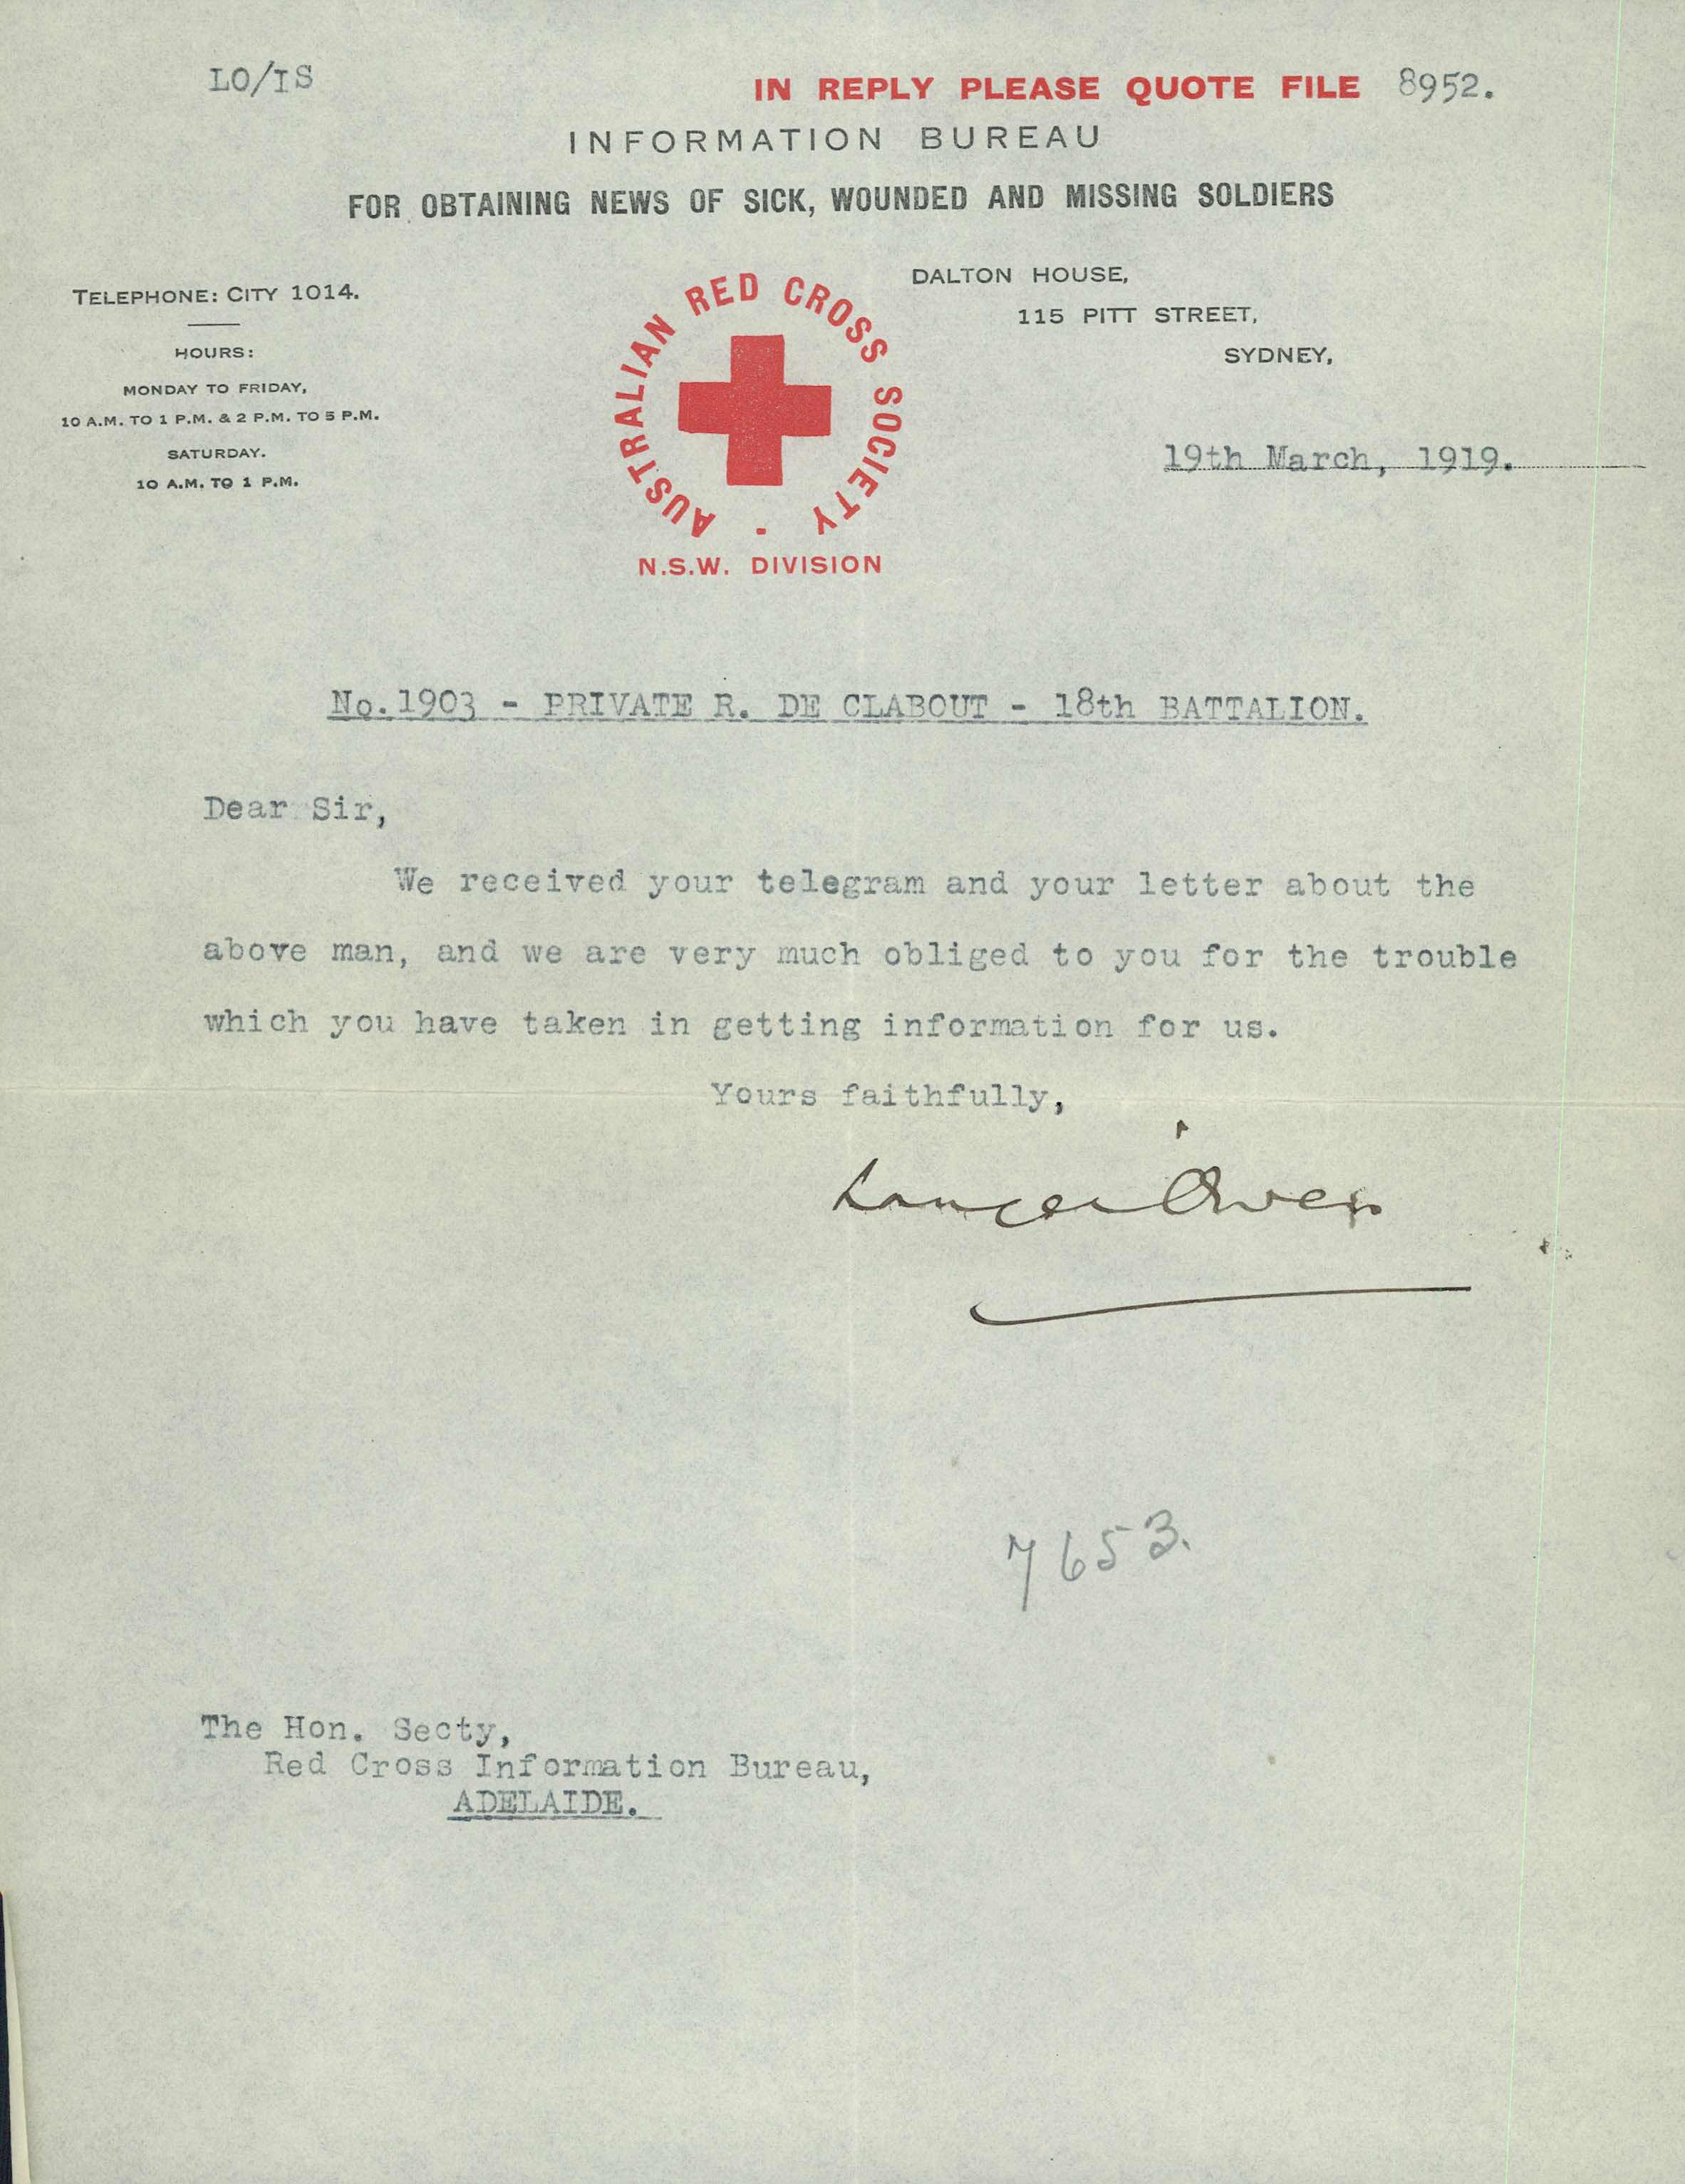 LO/IS
IN REPLY PLEASE QUOTE FILE 8952.
INFORMATION BUREAU
FOR OBTAINING NEWS OF SICK, WOUNDED AND MISSING SOLDIERS
TELEPHONE: CITY 1014.
HOURS:
MONDAY TO FRIDAY,
10 A.M. TO 1 P.M. & 2 P.M. TO 5 P.M.
SATURDAY.
10 A.M. TO 1 P.M.
AUSTRALIAN RED CROSS SOCIETY
N.S.W. DIVISION
DALTON HOUSE,
115 PITT STREET,
SYDNEY,
19th March, 1919.
No. 1903 - PRIVATE R. DE CLABOUT - 18th BATTALION.
Dear Sir,
We received your telegram and your letter about the
above man, and we are very much obliged to you for the trouble
which you have taken in getting information for us.
Yours faithfully,
Owen
7653.
The Hon. Secty,
Red Cross Information Bureau,
ADELAIDE.